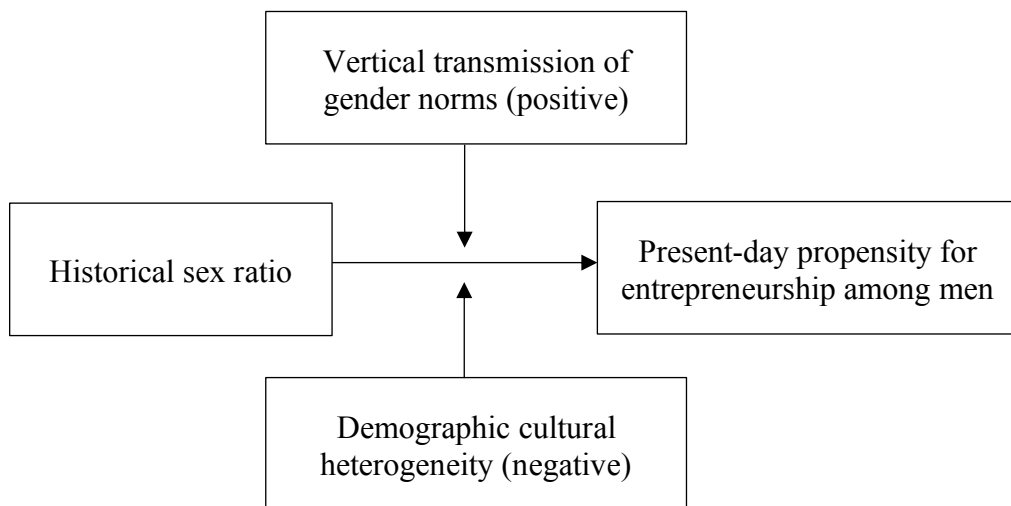 Vertical transmission of
gender norms (positive)
Historical sex ratio
Present-day propensity for
entrepreneurship among men
Demographic cultural
heterogeneity (negative)